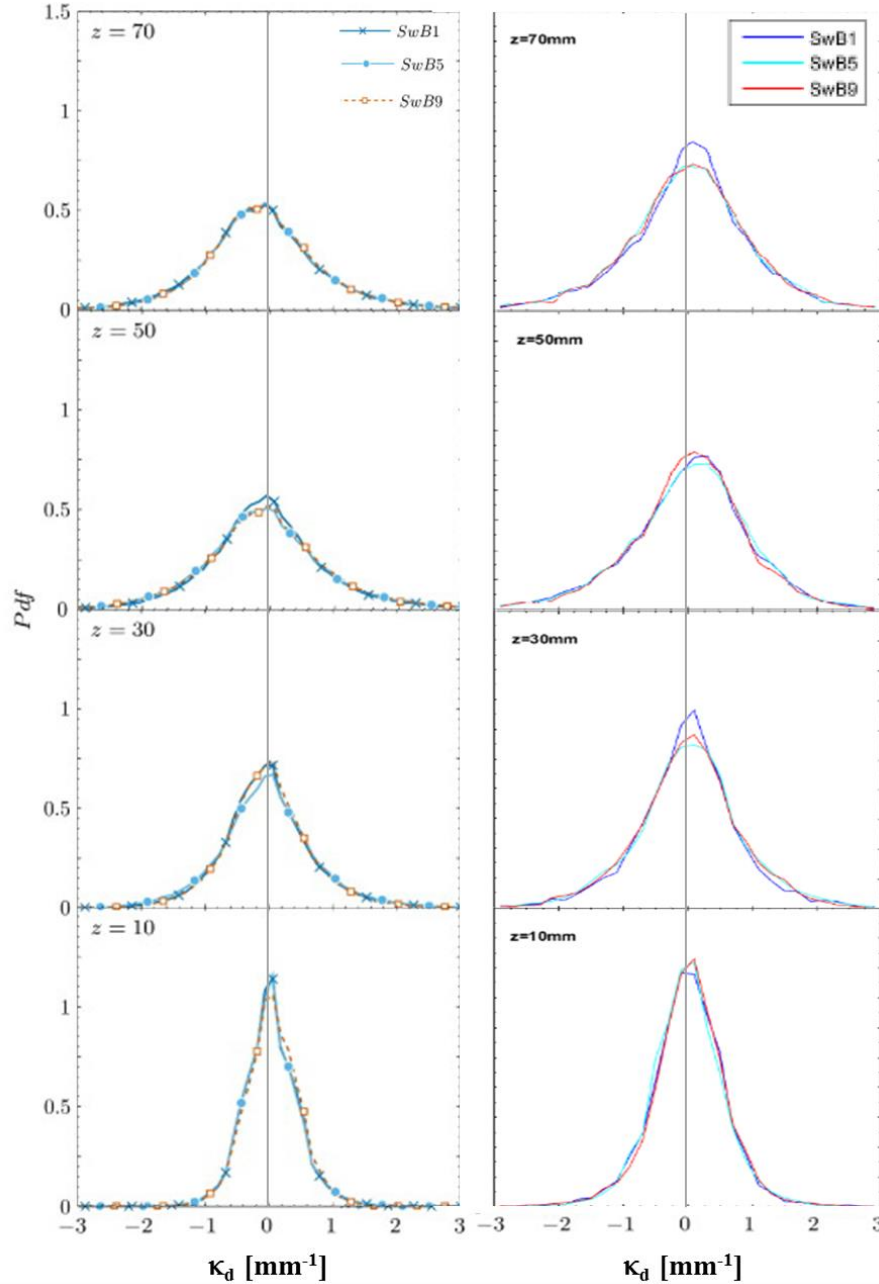 1.5
z = 70
SwB1
SwB5
SwB9
1
0.5
0
z = 50
1
0.5
0
z = 30
1
0.5
0
z = 10
1
0.5
0
Pdf
−3 −2 −1 0 1 2 3
κd [mm-1]
z=70mm
SwB1
SwB5
SwB9
z=50mm
z=30mm
z=10mm
−3 −2 −1 0 1 2 3
κd [mm-1]